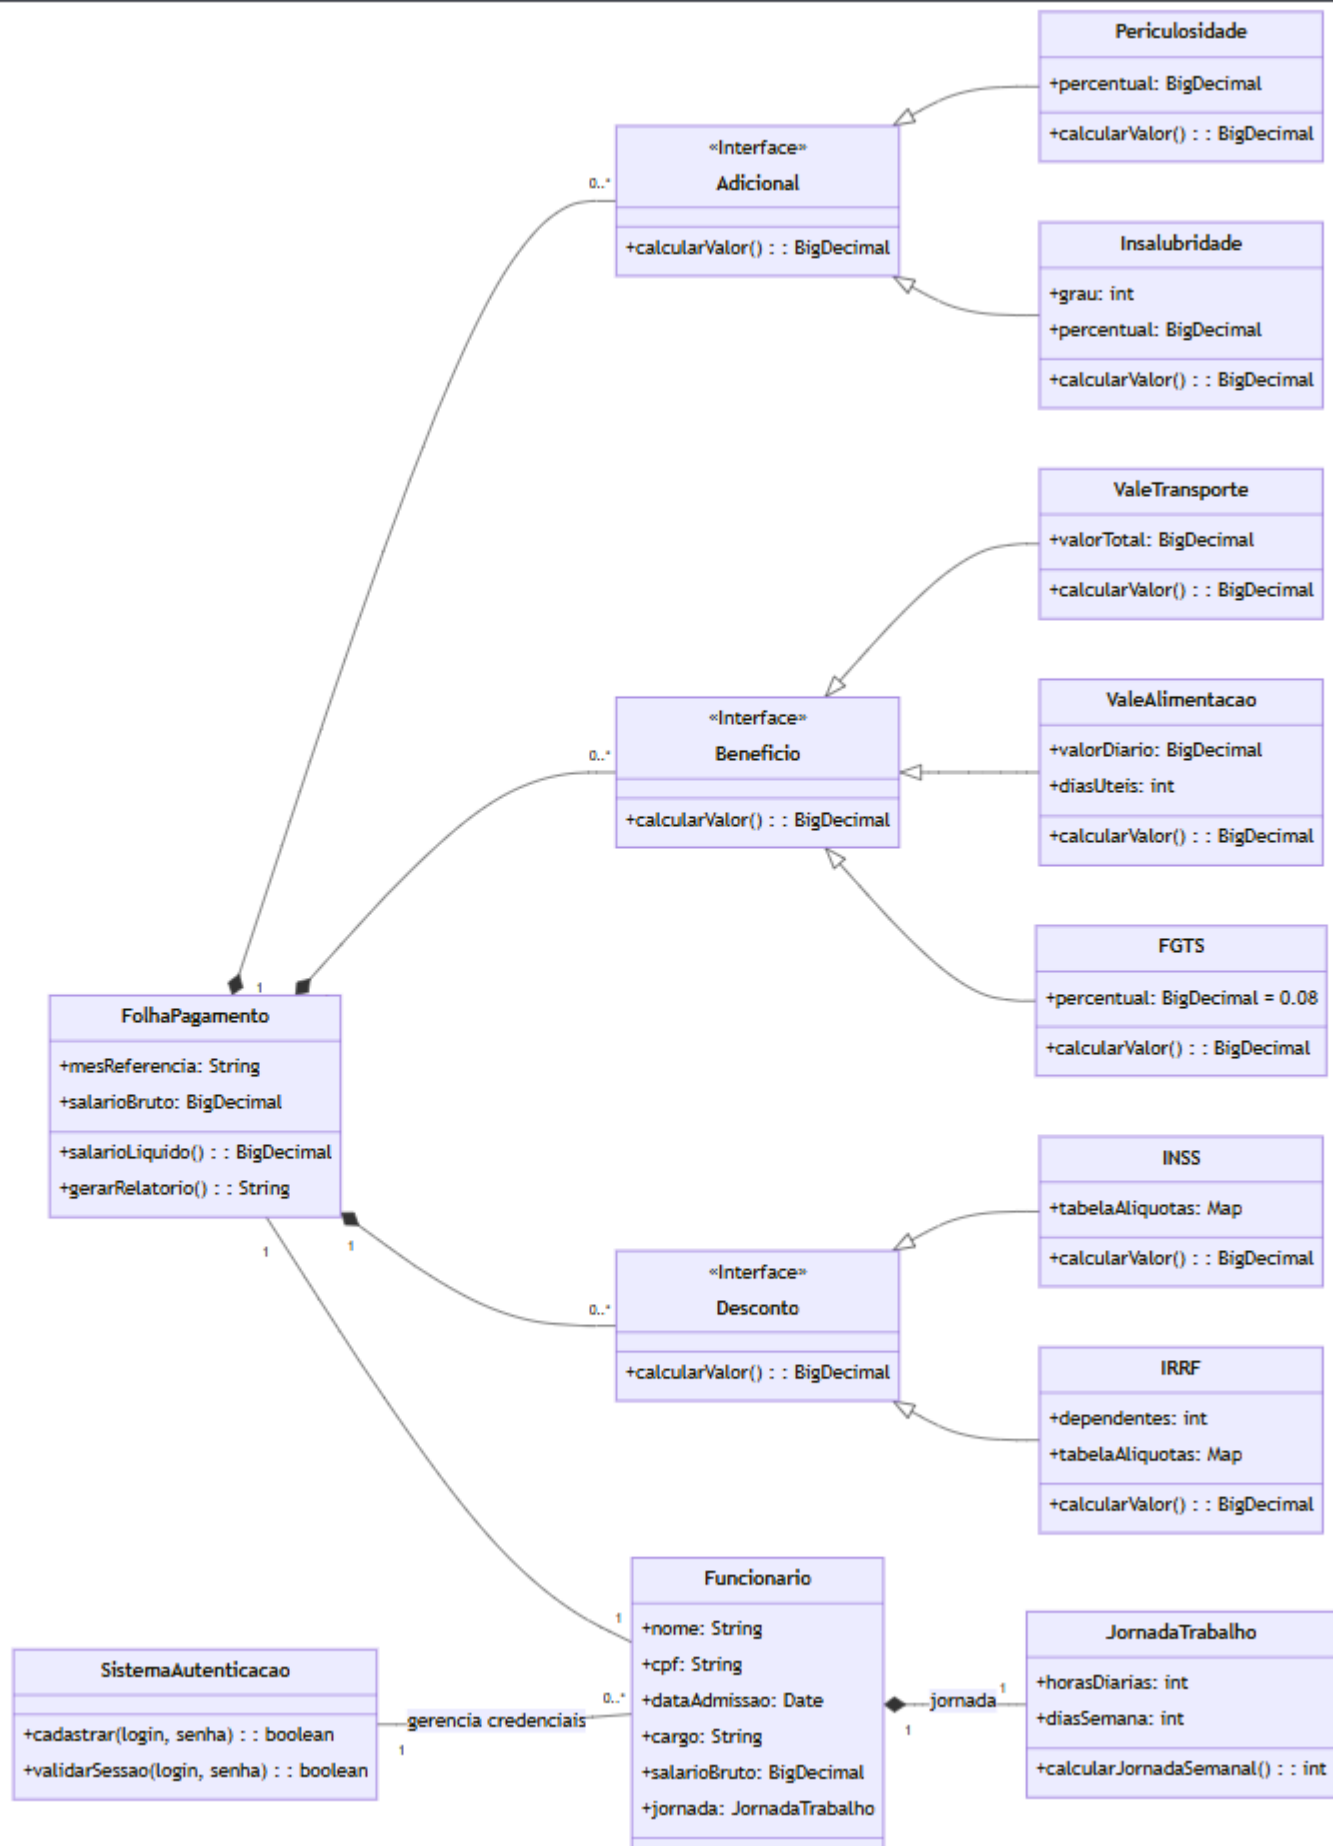 Periculosidade
+percentual: BigDecimal
+calcularValor() : : BigDecimal
«Interface»
Adicional
+calcularValor() : : BigDecimal
0..*
Insalubridade
+grau: int
+percentual: BigDecimal
+calcularValor() : : BigDecimal
ValeTransporte
+valorTotal: BigDecimal
+calcularValor() : : BigDecimal
«Interface»
Beneficio
+calcularValor() : : BigDecimal
0..*
ValeAlimentacao
+valorDiario: BigDecimal
+diasUteis: int
+calcularValor() : : BigDecimal
FGTS
+percentual: BigDecimal = 0.08
+calcularValor() : : BigDecimal
1
FolhaPagamento
+mesReferencia: String
+salarioBruto: BigDecimal
+salarioLiquido() : : BigDecimal
+gerarRelatorio() : : String
1
1
INSS
+tabelaAliquotas: Map
+calcularValor() : : BigDecimal
«Interface»
Desconto
+calcularValor() : : BigDecimal
0..*
IRRF
+dependentes: int
+tabelaAliquotas: Map
+calcularValor() : : BigDecimal
Funcionario
+nome: String
+cpf: String
+dataAdmissao: Date
+cargo: String
+salarioBruto: BigDecimal
+jornada: JornadaTrabalho
1
0..*
SistemaAutenticacao
+cadastrar(login, senha) : : boolean
+validarSessao(login, senha) : : boolean
gerencia credenciais
1
jornada
1
1
JornadaTrabalho
+horasDiarias: int
+diasSemana: int
+calcularJornadaSemanal() : : int